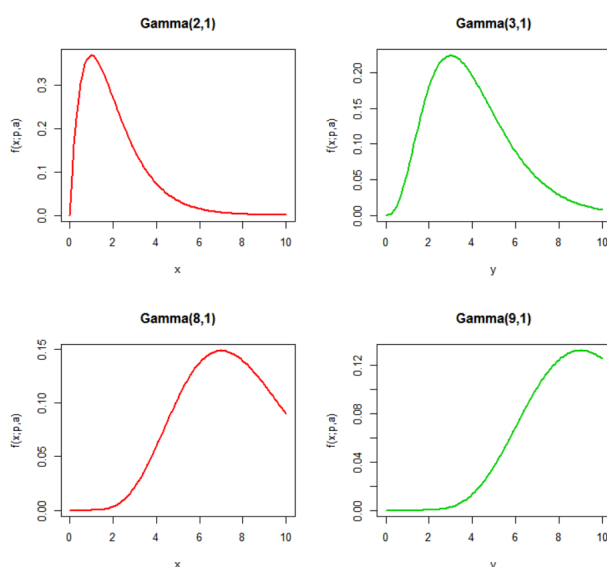 Gamma(2,1)
f(x;p,a)
0.0 0.1 0.2 0.3
0 2 4 6 8 10
x
Gamma(3,1)
f(x;p,a)
0.00 0.05 0.10 0.15 0.20
0 2 4 6 8 10
y
Gamma(8,1)
f(x;p,a)
0.00 0.05 0.10 0.15
0 2 4 6 8 10
x
Gamma(9,1)
f(x;p,a)
0.00 0.04 0.08 0.12
0 2 4 6 8 10
y